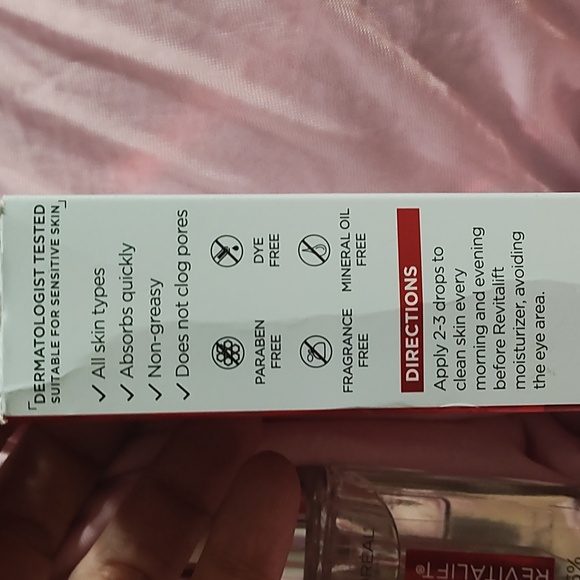 DERMATOLOGIST TESTED
SUITABLE FOR SENSITIVE SKIN
✓ All skin types
✓ Absorbs quickly
✓ Non-greasy
✓ Does not clog pores
PARABEN
FREE
DYE
FREE
FRAGRANCE
FREE
MINERAL OIL
FREE
DIRECTIONS
Apply 2-3 drops to
clean skin every
morning and evening
before Revitalift
moisturizer, avoiding
the eye area.
REVITALIFT®